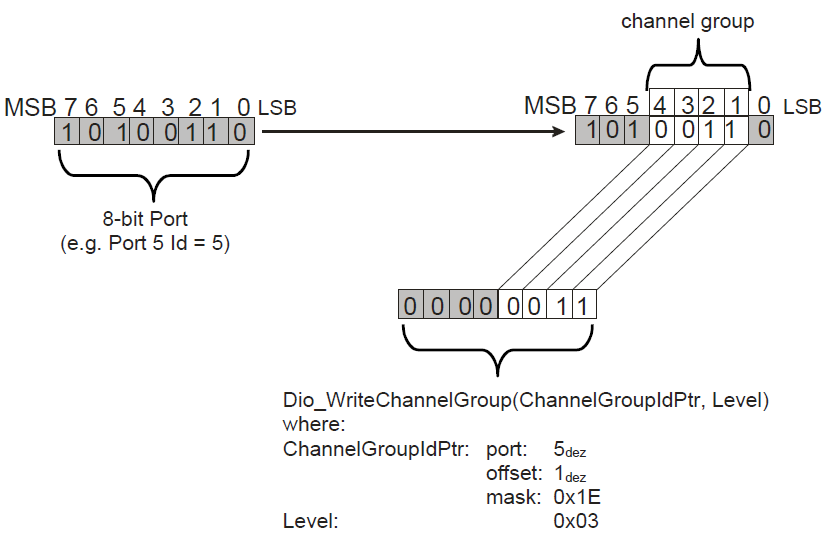 channel group
MSB 7 6 5 4 3 2 1 0 LSB
1 0 1 0 0 1 1 0
MSB 7 6 5 4 3 2 1 0 LSB
1 0 1 0 0 1 1 0
8-bit Port
(e.g. Port 5 Id = 5)
0 0 0 0 0 0 1 1
Dio_WriteChannelGroup(ChannelGroupIdPtr, Level)
where:
ChannelGroupIdPtr: port: 5dez
offset: 1dez
mask: 0x1E
Level: 0x03